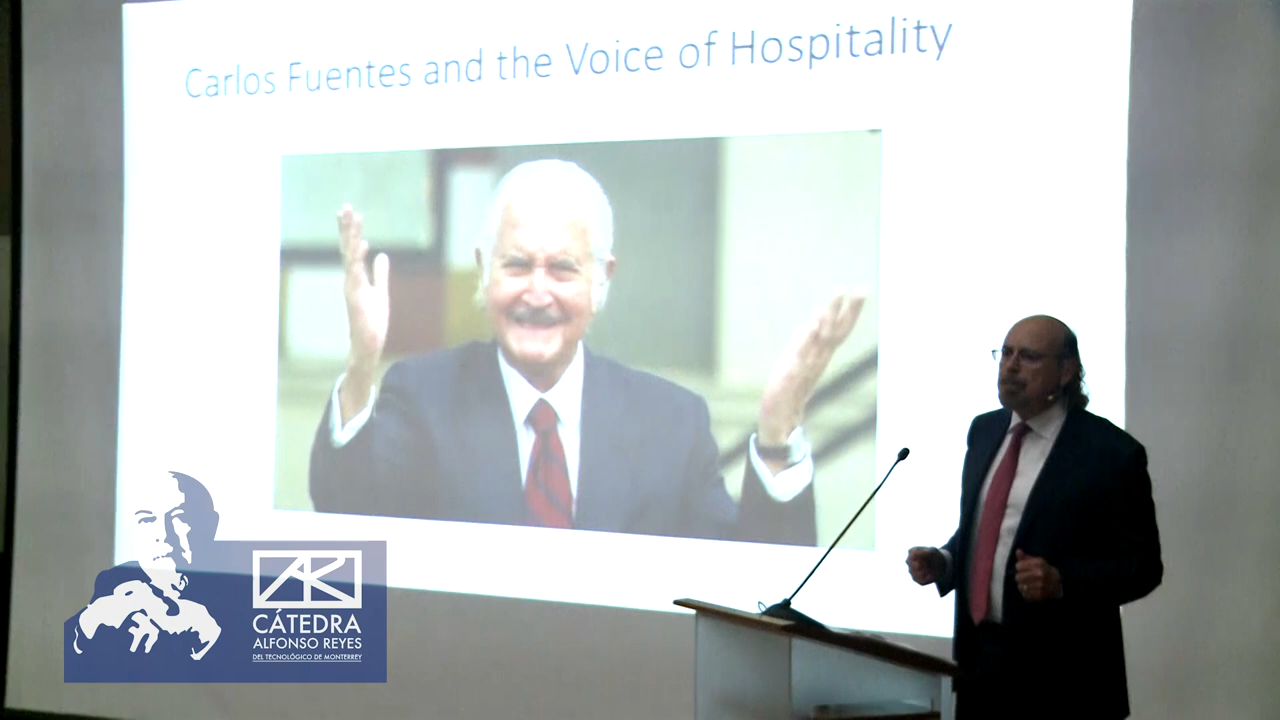 Carlos Fuentes and the Voice of Hospitality
CÁTEDRA
ALFONSO REYES
DEL TECNOLÓGICO DE MONTERREY